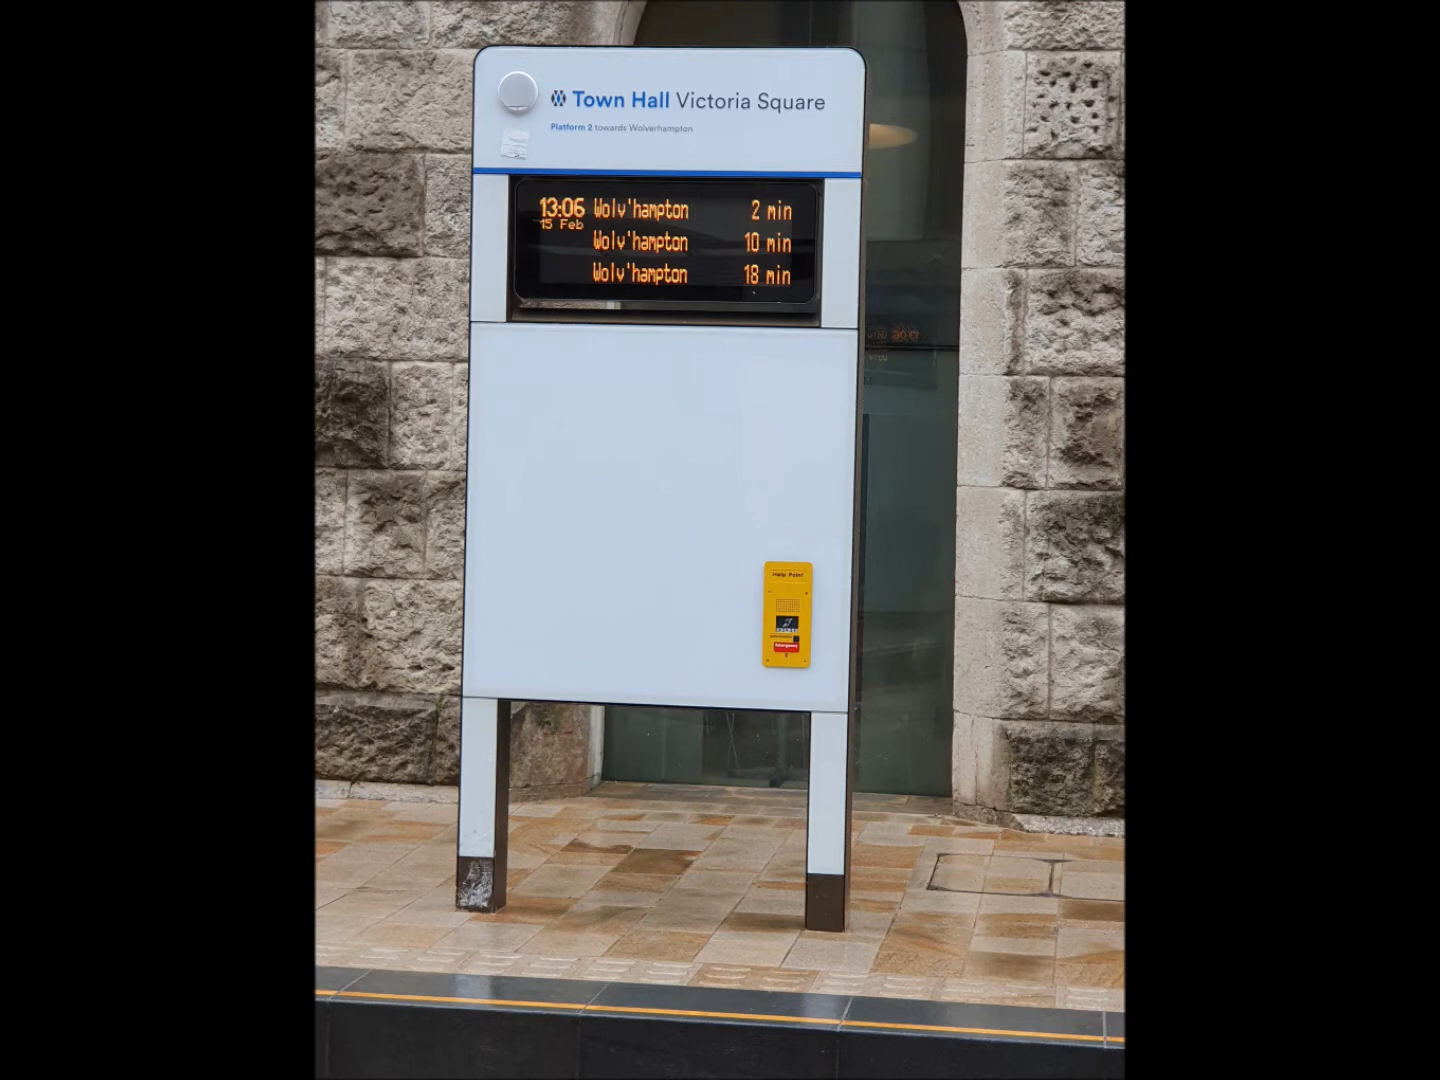 Town Hall Victoria Square
Platform 2 towards Wolverhampton
13:06 Wolv'hampton 2 min
15 Feb
Wolv'hampton 10 min
Wolv'hampton 18 min
Help Point
Emergency